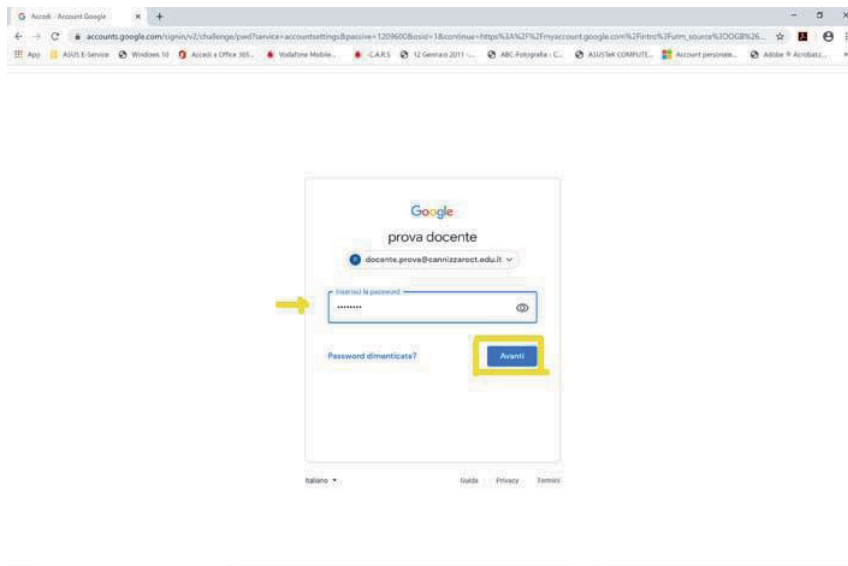 Accedi - Account Google
accounts.google.com/signin/v2/challenge/pwd?service=accountsettings&passive=1209600&osid=1&continue=https%3A%2F%2Fmyaccount.google.com%2Fintro%3Futm_source%3DOGB%26...
App ASUS E-Service Windows 10 Accedi a Office 365... Vodafone Mobile... -C.A.R.S 12 Gennaio 2011 -... ABC-Fotografia : C... ASUSTeK COMPUTE... Account personale... Adobe ® Acrobat...
Google
prova docente
docente.prova@cannizzaroct.edu.it
Inserisci la password
Password dimenticata?
Avanti
Italiano
Guida Privacy Termini